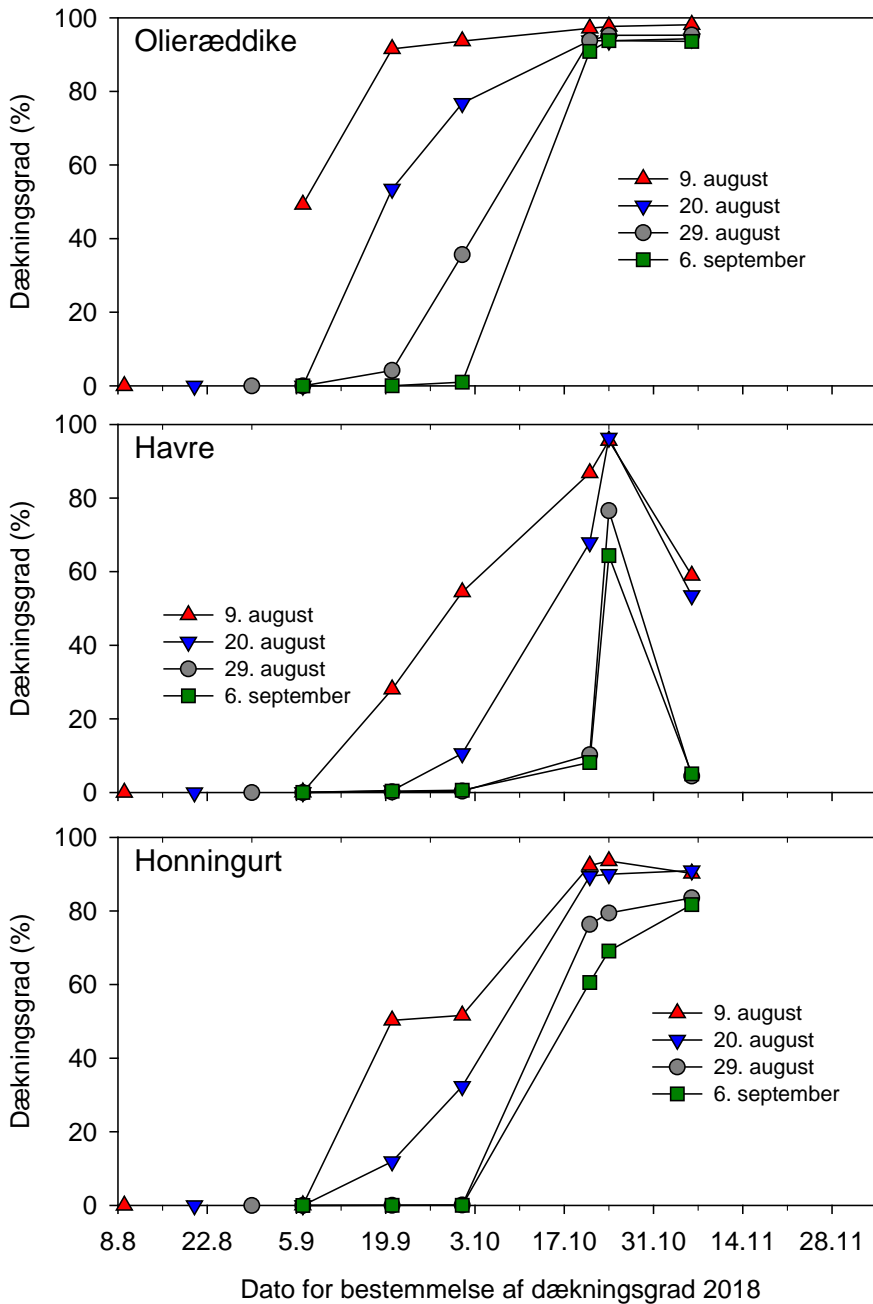 Olieræddike
Dækningsgrad (%)
100
80
60
40
20
0
9. august
20. august
29. august
6. september
Havre
Dækningsgrad (%)
100
80
60
40
20
0
9. august
20. august
29. august
6. september
Honningurt
Dækningsgrad (%)
100
80
60
40
20
0
9. august
20. august
29. august
6. september
8.8 22.8 5.9 19.9 3.10 17.10 31.10 14.11 28.11
Dato for bestemmelse af dækningsgrad 2018